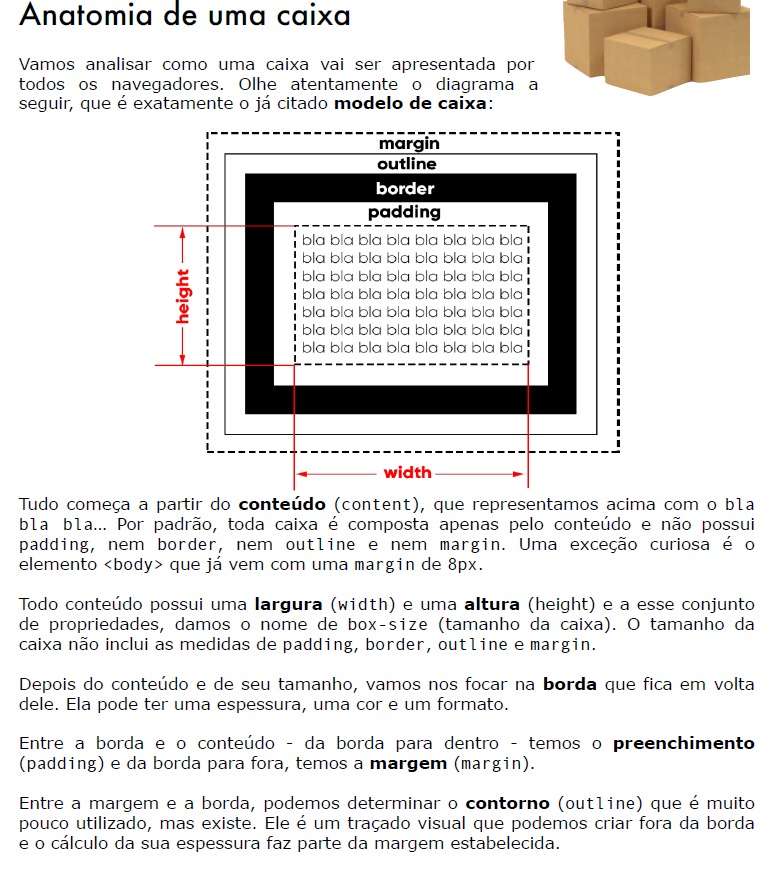 Anatomia de uma caixa
Vamos analisar como uma caixa vai ser apresentada por
todos os navegadores. Olhe atentamente o diagrama a
seguir, que é exatamente o já citado modelo de caixa:
margin
outline
border
padding
bla bla bla bla bla bla bla bla
bla bla bla bla bla bla bla bla
bla bla bla bla bla bla bla bla
bla bla bla bla bla bla bla bla
bla bla bla bla bla bla bla bla
bla bla bla bla bla bla bla bla
bla bla bla bla bla bla bla bla
height
width
Tudo começa a partir do conteúdo (content), que representamos acima com o bla
bla bla… Por padrão, toda caixa é composta apenas pelo conteúdo e não possui
padding, nem border, nem outline e nem margin. Uma exceção curiosa é o
elemento <body> que já vem com uma margin de 8px.
Todo conteúdo possui uma largura (width) e uma altura (height) e a esse conjunto
de propriedades, damos o nome de box-size (tamanho da caixa). O tamanho da
caixa não inclui as medidas de padding, border, outline e margin.
Depois do conteúdo e de seu tamanho, vamos nos focar na borda que fica em volta
dele. Ela pode ter uma espessura, uma cor e um formato.
Entre a borda e o conteúdo - da borda para dentro - temos o preenchimento
(padding) e da borda para fora, temos a margem (margin).
Entre a margem e a borda, podemos determinar o contorno (outline) que é muito
pouco utilizado, mas existe. Ele é um traçado visual que podemos criar fora da borda
e o cálculo da sua espessura faz parte da margem estabelecida.